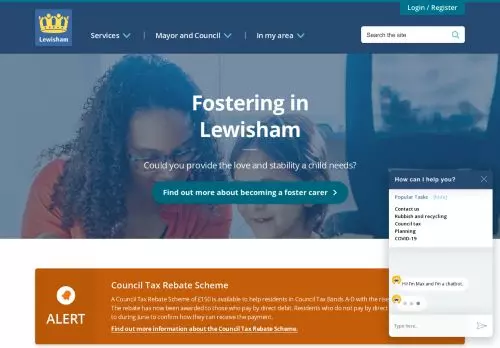 Login / Register
Lewisham
Services
Mayor and Council
In my area
Search the site
Fostering in
Lewisham
Could you provide the love and stability a child needs?
Find out more about becoming a foster carer
How can I help you?
Popular Tasks
Contact us
Rubbish and recycling
Council tax
Planning
COVID-19
Hi! I'm Max and I'm a chatbot.
Type here..
ALERT
Council Tax Rebate Scheme
A Council Tax Rebate Scheme of £150 is available to help residents in Council Tax Bands A-D with the
The rebate has now been awarded to those who pay by direct debit. Residents who do not pay by direct
to during June to confirm how they can receive the payment.
Find out more information about the Council Tax Rebate Scheme.